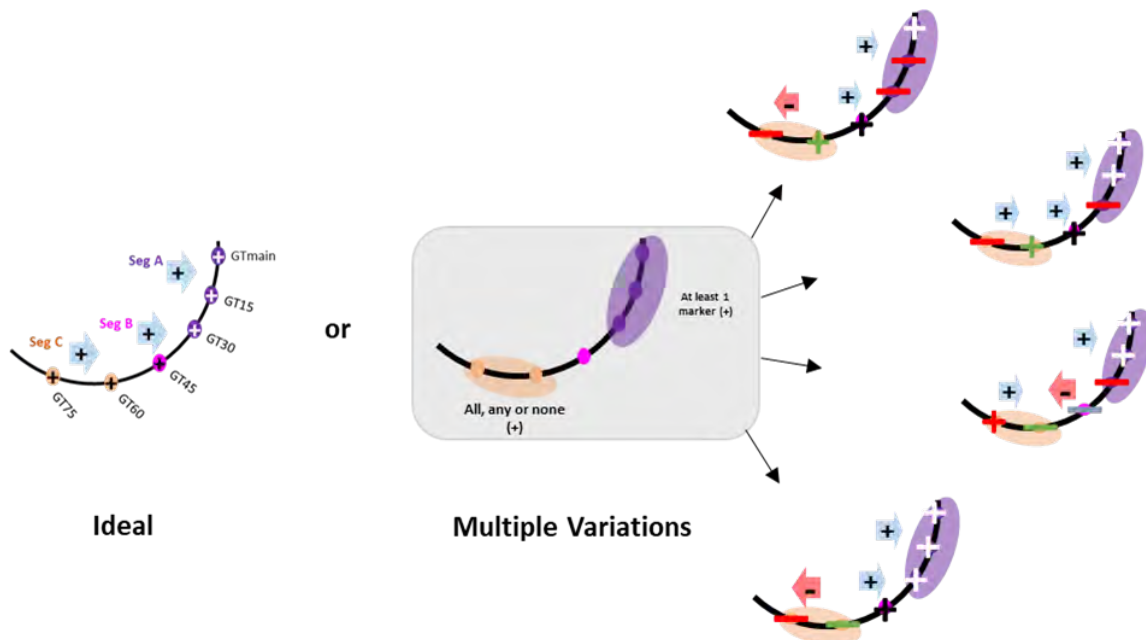 Seg A
+
GTmain
+
+
GT15
Seg B
+
+
GT30
Seg C
+
+
GT45
+
GT60
+
GT75
or
At least 1
marker (+)
All, any or none
(+)
Ideal
Multiple Variations
+
+
-
+
+
+
-
+
+
+
+
+
+
+
+
+
+
-
+
+
+
-
+
-
+
+
+
+
-
+
+
-